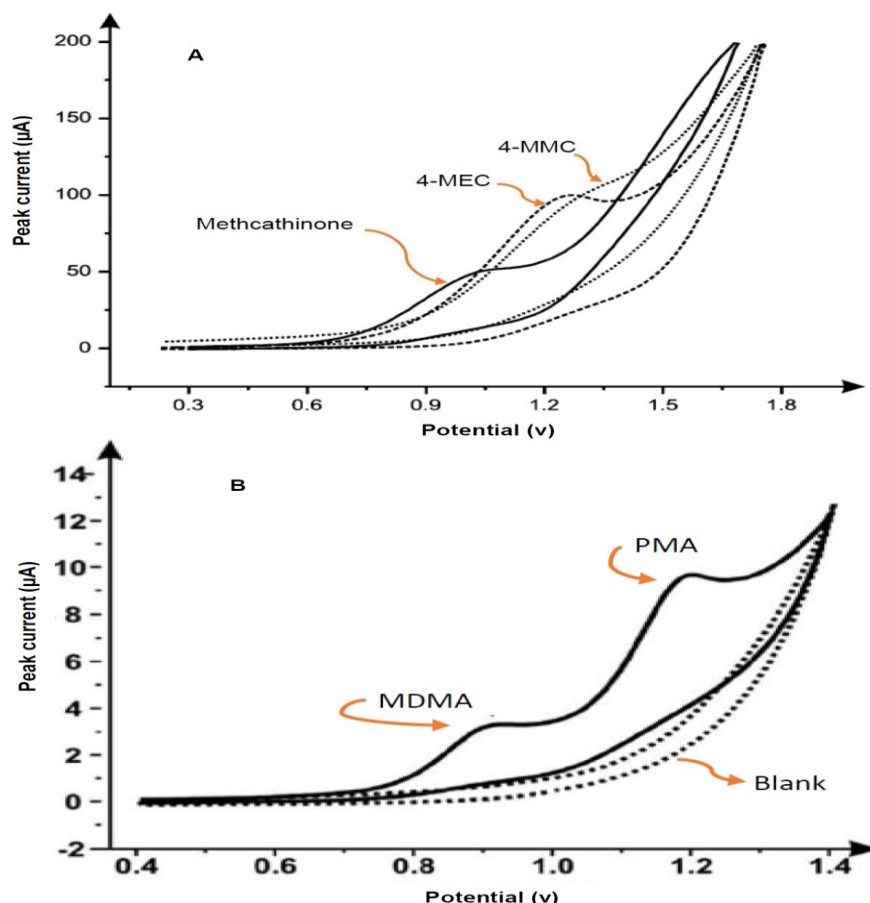 A
Peak current (µA)
200
150
100
50
0
4-MMC
4-MEC
Methcathinone
0.3 0.6 0.9 1.2 1.5 1.8
Potential (v)
B
Peak current (µA)
14
12
10
8
6
4
2
0
-2
PMA
MDMA
Blank
0.4 0.6 0.8 1.0 1.2 1.4
Potential (v)